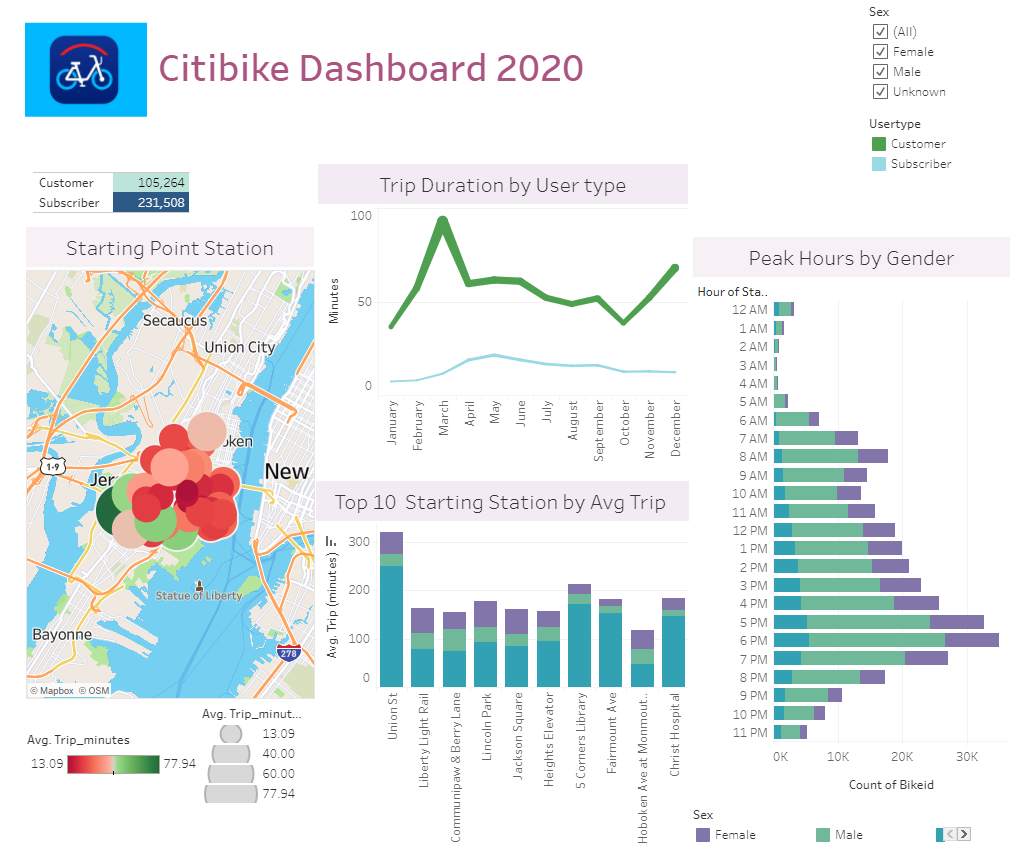 Citibike Dashboard 2020
Sex
(All)
Female
Male
Unknown
Usertype
Customer
Subscriber
Customer 105,264
Subscriber 231,508
Starting Point Station
Secaucus
Union City
oken
1-9
Jer
New
Statue of Liberty
Bayonne
278
© Mapbox © OSM
Avg. Trip_minutes
13.09 77.94
Avg. Trip_minut...
13.09
40.00
60.00
77.94
Trip Duration by User type
Minutes
100
50
0
January
February
March
April
May
June
July
August
September
October
November
December
Top 10 Starting Station by Avg Trip
Avg. Trip (minutes)
300
200
100
0
Union St
Liberty Light Rail
Communipaw & Berry Lane
Lincoln Park
Jackson Square
Heights Elevator
5 Corners Library
Fairmount Ave
Hoboken Ave at Monmout..
Christ Hospital
Peak Hours by Gender
Hour of Sta..
12 AM
1 AM
2 AM
3 AM
4 AM
5 AM
6 AM
7 AM
8 AM
9 AM
10 AM
11 AM
12 PM
1 PM
2 PM
3 PM
4 PM
5 PM
6 PM
7 PM
8 PM
9 PM
10 PM
11 PM
0K 10K 20K 30K
Count of Bikeid
Sex
Female Male